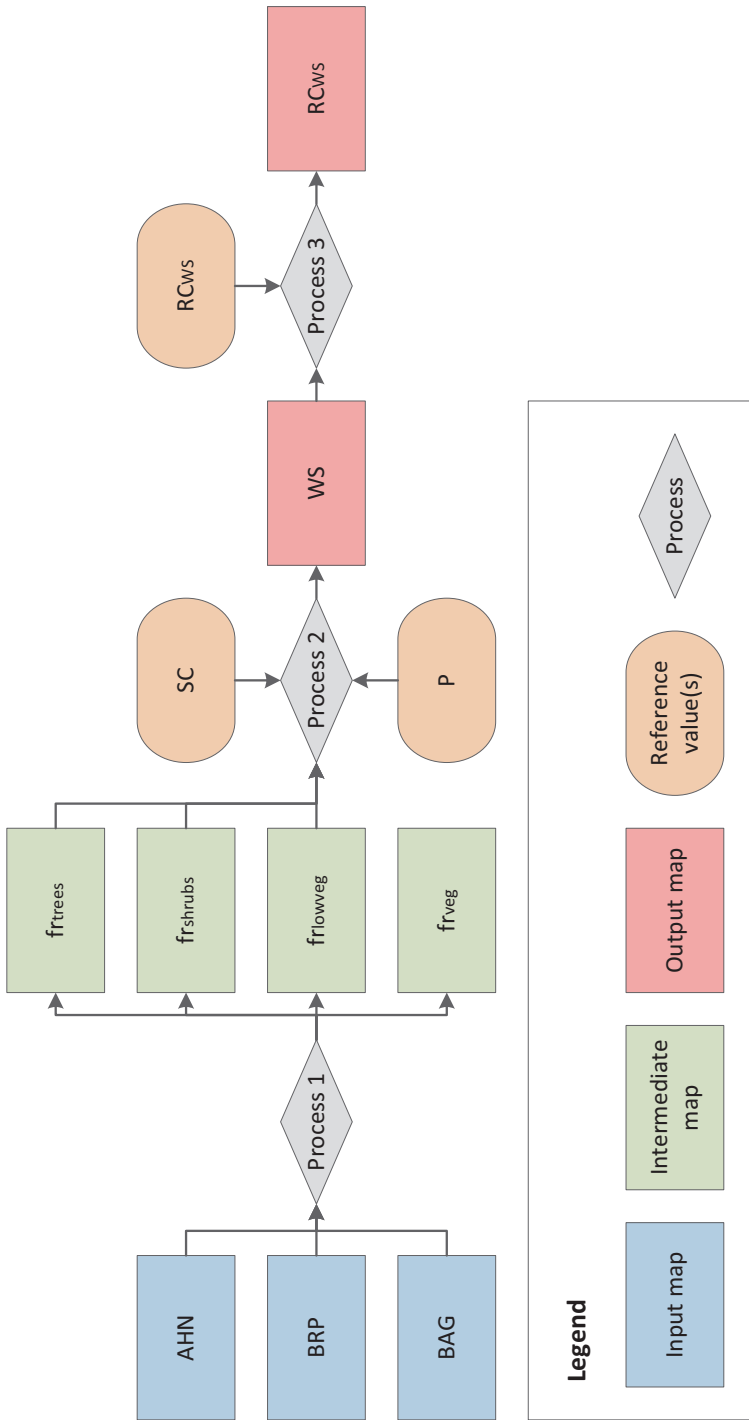 AHN
BRP
BAG
Process 1
frtrees
frshrubs
frlowveg
frveg
SC
Process 2
P
WS
RCws
Process 3
RCws
Legend
Input map
Intermediate
map
Output map
Reference
value(s)
Process